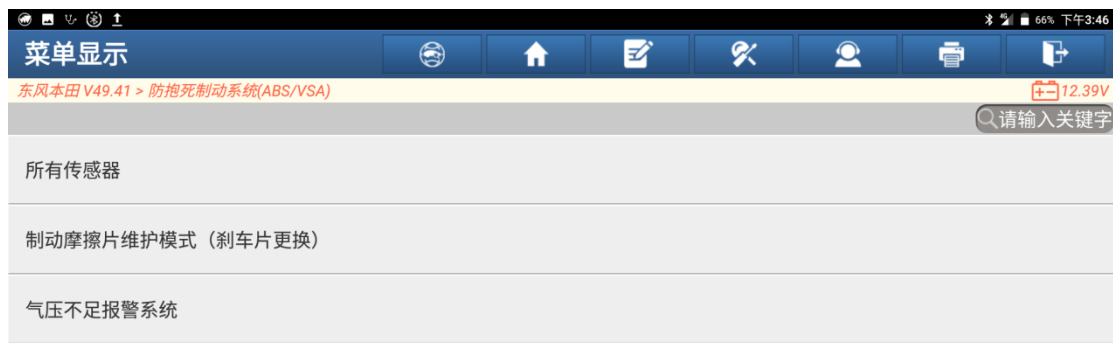 66% 下午3:46
菜单显示
东风本田 V49.41 > 防抱死制动系统(ABS/VSA)
12.39V
请输入关键字
所有传感器
制动摩擦片维护模式（刹车片更换）
气压不足报警系统